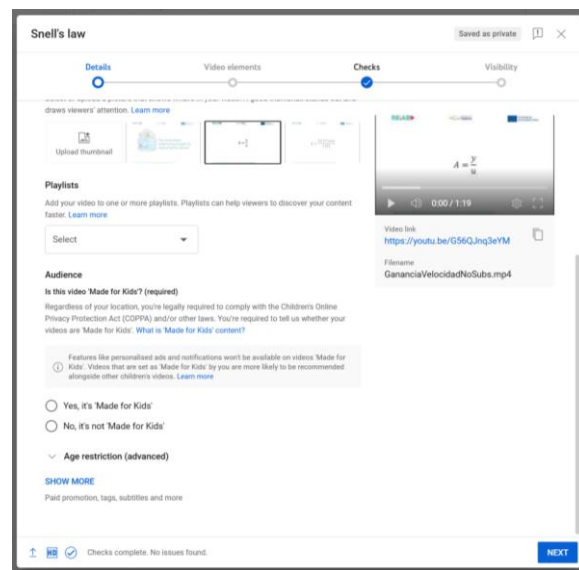 Snell's law
Saved as private
Details
Video elements
Checks
Visibility
draws viewers' attention. Learn more
Upload thumbnail
Playlists
Add your video to one or more playlists. Playlists can help viewers to discover your content
faster. Learn more
Select
Audience
Is this video 'Made for Kids'? (required)
Regardless of your location, you're legally required to comply with the Children's Online
Privacy Protection Act (COPPA) and/or other laws. You're required to tell us whether your
videos are 'Made for Kids'. What is 'Made for Kids' content?
Features like personalised ads and notifications won't be available on videos 'Made for
Kids'. Videos that are set as 'Made for Kids' by you are more likely to be recommended
alongside other children's videos. Learn more
Yes, it's 'Made for Kids'
No, it's not 'Made for Kids'
Age restriction (advanced)
SHOW MORE
Paid promotion, tags, subtitles and more
A = y/u
0:00 / 1:19
Video link
https://youtu.be/G56QJnq3eYM
Filename
GananciaVelocidadNoSubs.mp4
HD
Checks complete. No issues found.
NEXT